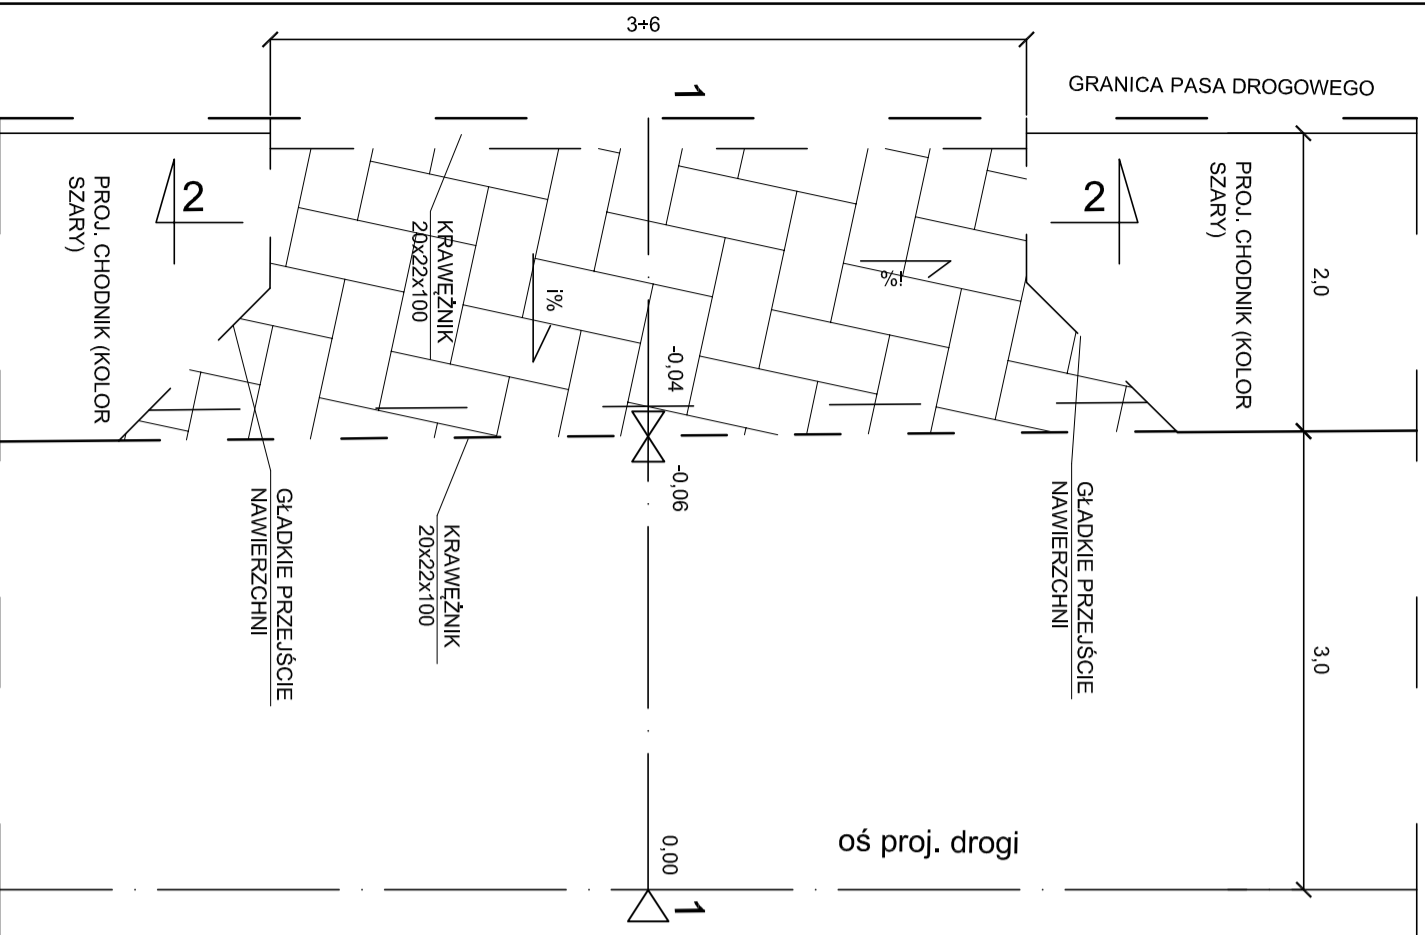 3÷6
1
GRANICA PASA DROGOWEGO
2
2
PROJ. CHODNIK (KOLOR
SZARY)
PROJ. CHODNIK (KOLOR
SZARY)
KRAWĘŻNIK
20x22x100
i%
i%
2,0
-0,04
-0,06
GŁADKIE PRZEJŚCIE
NAWIERZCHNI
KRAWĘŻNIK
20x22x100
GŁADKIE PRZEJŚCIE
NAWIERZCHNI
3,0
0,00
oś proj. drogi
1